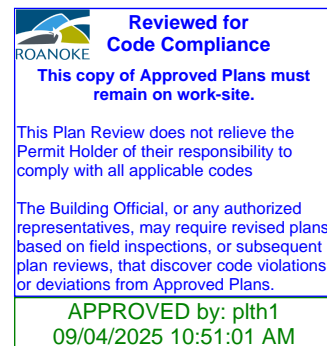 ROANOKE
Reviewed for
Code Compliance
This copy of Approved Plans must
remain on work-site.
This Plan Review does not relieve the
Permit Holder of their responsibility to
comply with all applicable codes
The Building Official, or any authorized
representatives, may require revised plans
based on field inspections, or subsequent
plan reviews, that discover code violations
or deviations from Approved Plans.
APPROVED by: plth1
09/04/2025 10:51:01 AM